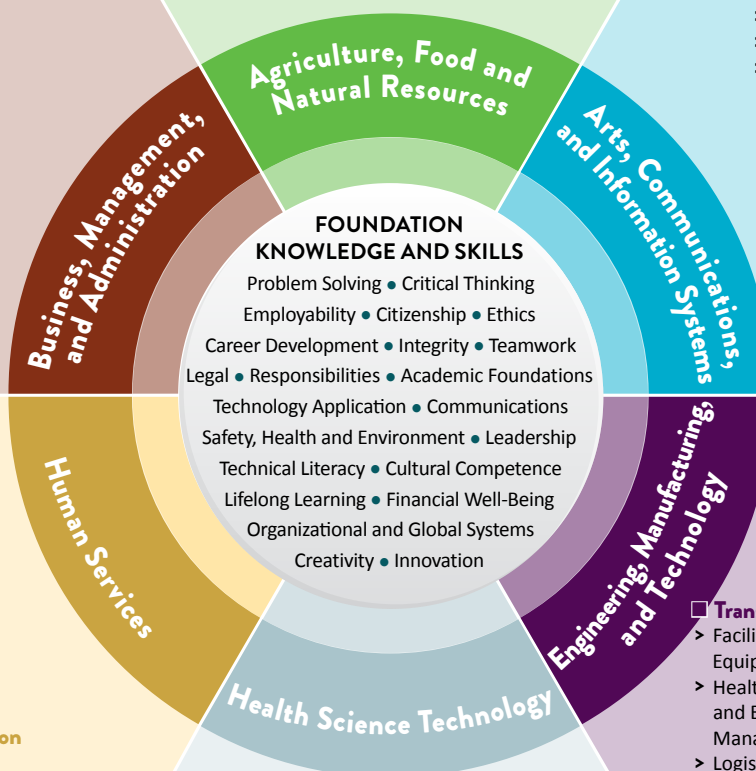 Agriculture, Food and
Natural Resources
Arts, Communications,
and Information Systems
Business, Management,
and Administration
FOUNDATION
KNOWLEDGE AND SKILLS
Problem Solving ● Critical Thinking
Employability ● Citizenship ● Ethics
Career Development ● Integrity ● Teamwork
Legal ● Responsibilities ● Academic Foundations
Technology Application ● Communications
Safety, Health and Environment ● Leadership
Technical Literacy ● Cultural Competence
Lifelong Learning ● Financial Well-Being
Organizational and Global Systems
Creativity ● Innovation
Engineering, Manufacturing,
and Technology
Human Services
Health Science Technology
on
Tran
> Facili
Equip
> Healt
and E
Mana
> Logis